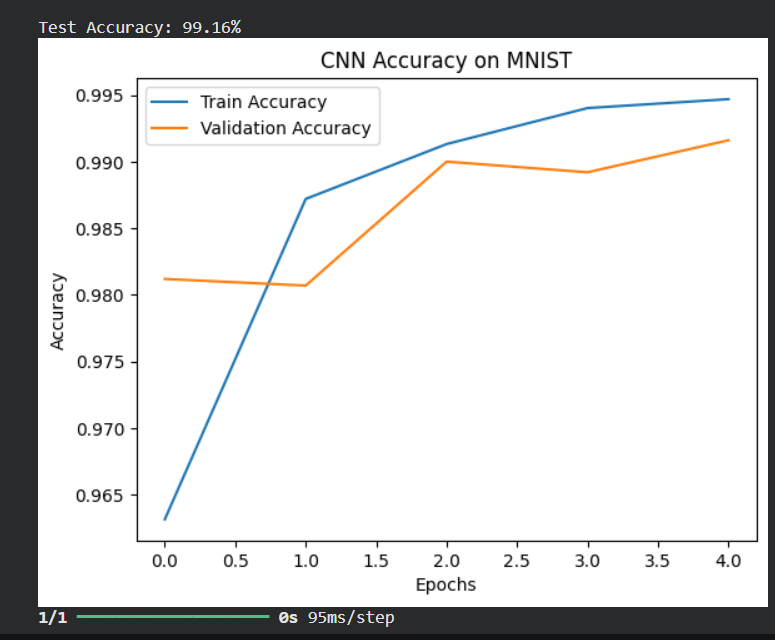 Test Accuracy: 99.16%
CNN Accuracy on MNIST
Train Accuracy
Validation Accuracy
0.995
0.990
0.985
0.980
0.975
0.970
0.965
Accuracy
0.0 0.5 1.0 1.5 2.0 2.5 3.0 3.5 4.0
Epochs
1/1 0s 95ms/step